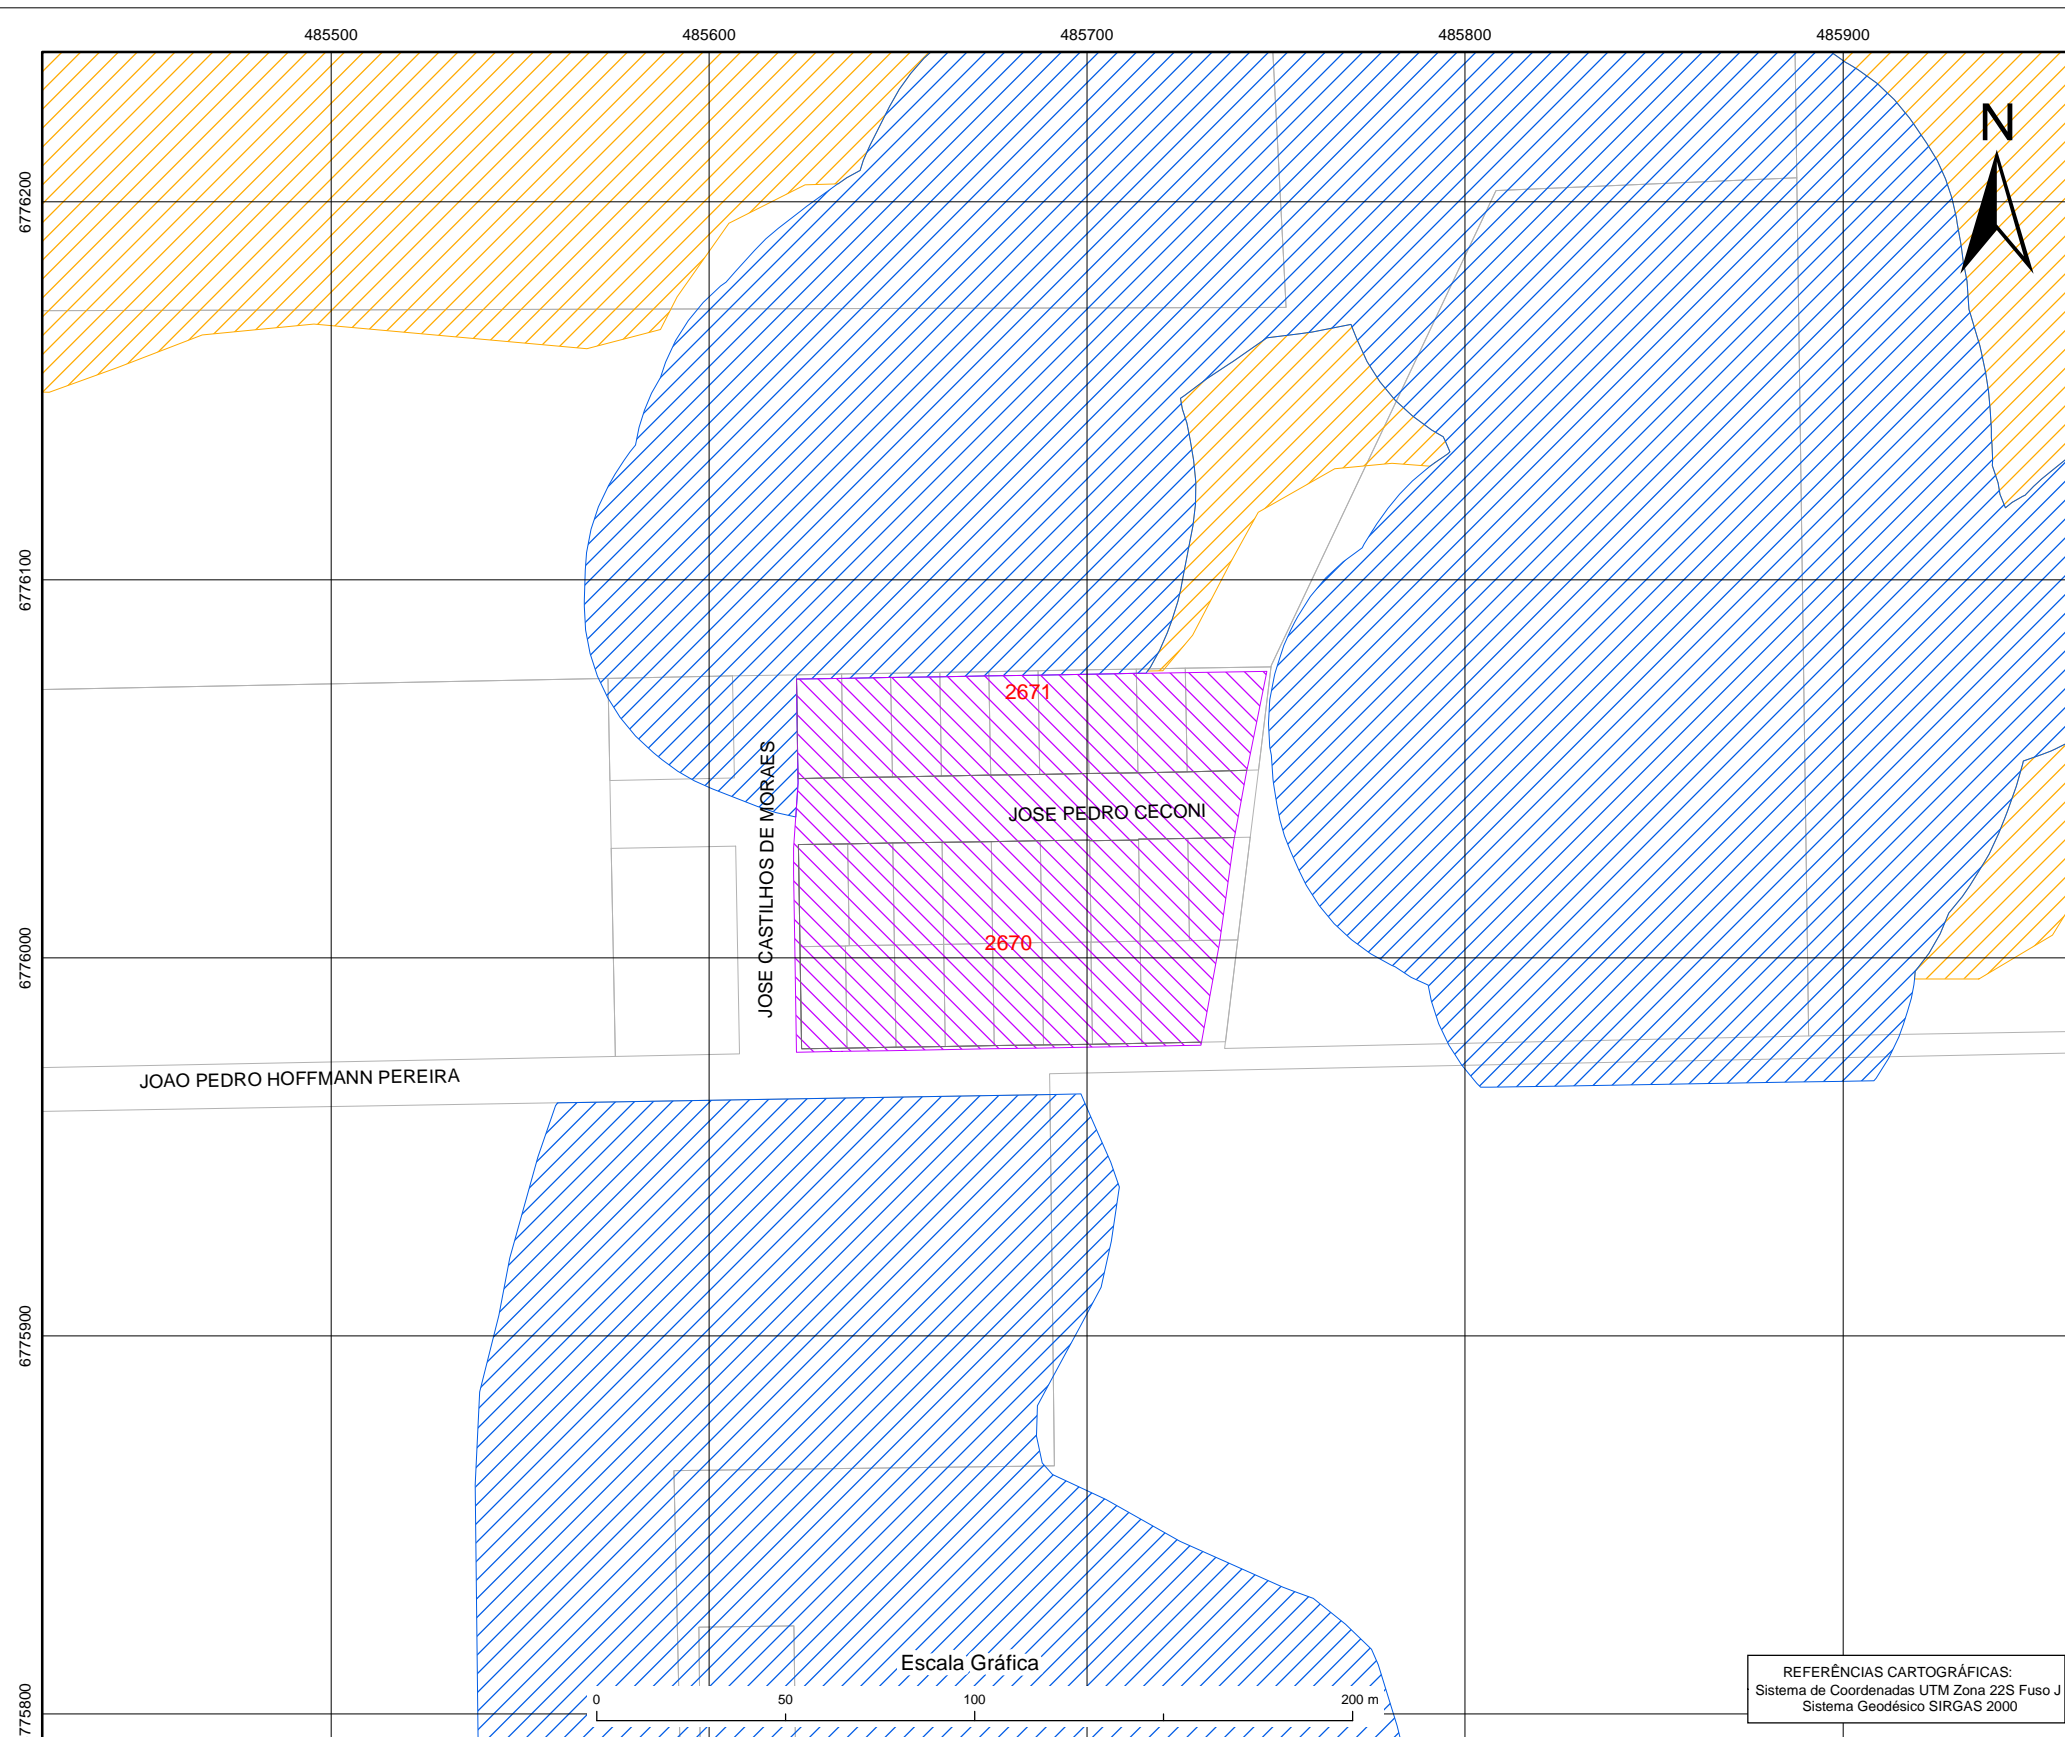 485500 485600 485700 485800 485900
N
6776200
6776100
2671
JOSE CASTILHOS DE MORAES
JOSE PEDRO CECONI
2670
6776000
JOAO PEDRO HOFFMANN PEREIRA
6775900
Escala Gráfica
0 50 100 200 m
775800
REFERÊNCIAS CARTOGRÁFICAS:
Sistema de Coordenadas UTM Zona 22S Fuso J
Sistema Geodésico SIRGAS 2000